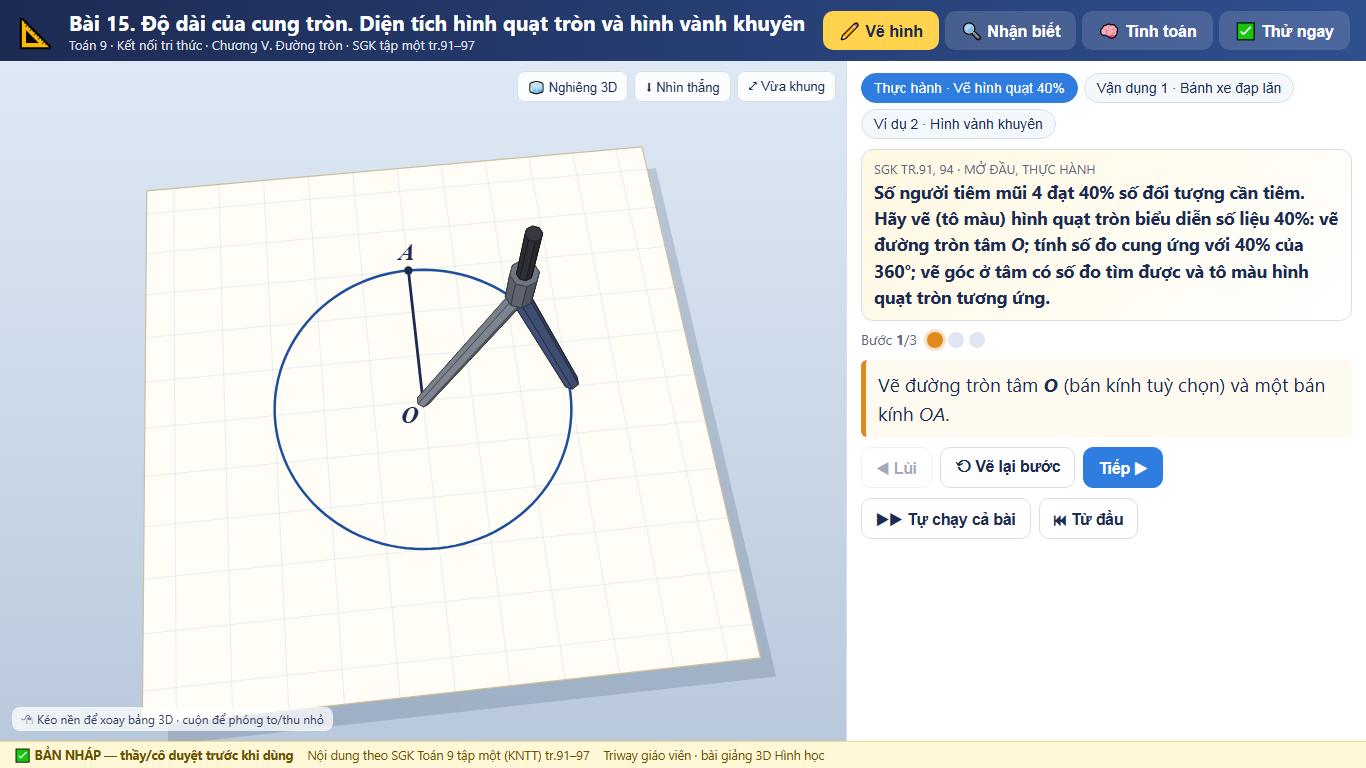 Bài 15. Độ dài của cung tròn. Diện tích hình quạt tròn và hình vành khuyên
Toán 9 · Kết nối tri thức · Chương V. Đường tròn · SGK tập một tr.91–97
Vẽ hình
Nhận biết
Tính toán
Thử ngay
Nghiêng 3D
Nhìn thẳng
Vừa khung
A
O
Kéo nền để xoay bảng 3D · cuộn để phóng to/thu nhỏ
Thực hành · Vẽ hình quạt 40%
Vận dụng 1 · Bánh xe đạp lăn
Ví dụ 2 · Hình vành khuyên
SGK TR.91, 94 · MỞ ĐẦU, THỰC HÀNH
Số người tiêm mũi 4 đạt 40% số đối tượng cần tiêm.
Hãy vẽ (tô màu) hình quạt tròn biểu diễn số liệu 40%: vẽ
đường tròn tâm O; tính số đo cung ứng với 40% của
360°; vẽ góc ở tâm có số đo tìm được và tô màu hình
quạt tròn tương ứng.
Bước 1/3
Vẽ đường tròn tâm O (bán kính tuỳ chọn) và một bán
kính OA.
◀ Lùi
Vẽ lại bước
Tiếp ▶
▶▶ Tự chạy cả bài
⏮ Từ đầu
BẢN NHÁP — thầy/cô duyệt trước khi dùng Nội dung theo SGK Toán 9 tập một (KNTT) tr.91–97 Triway giáo viên · bài giảng 3D Hình học